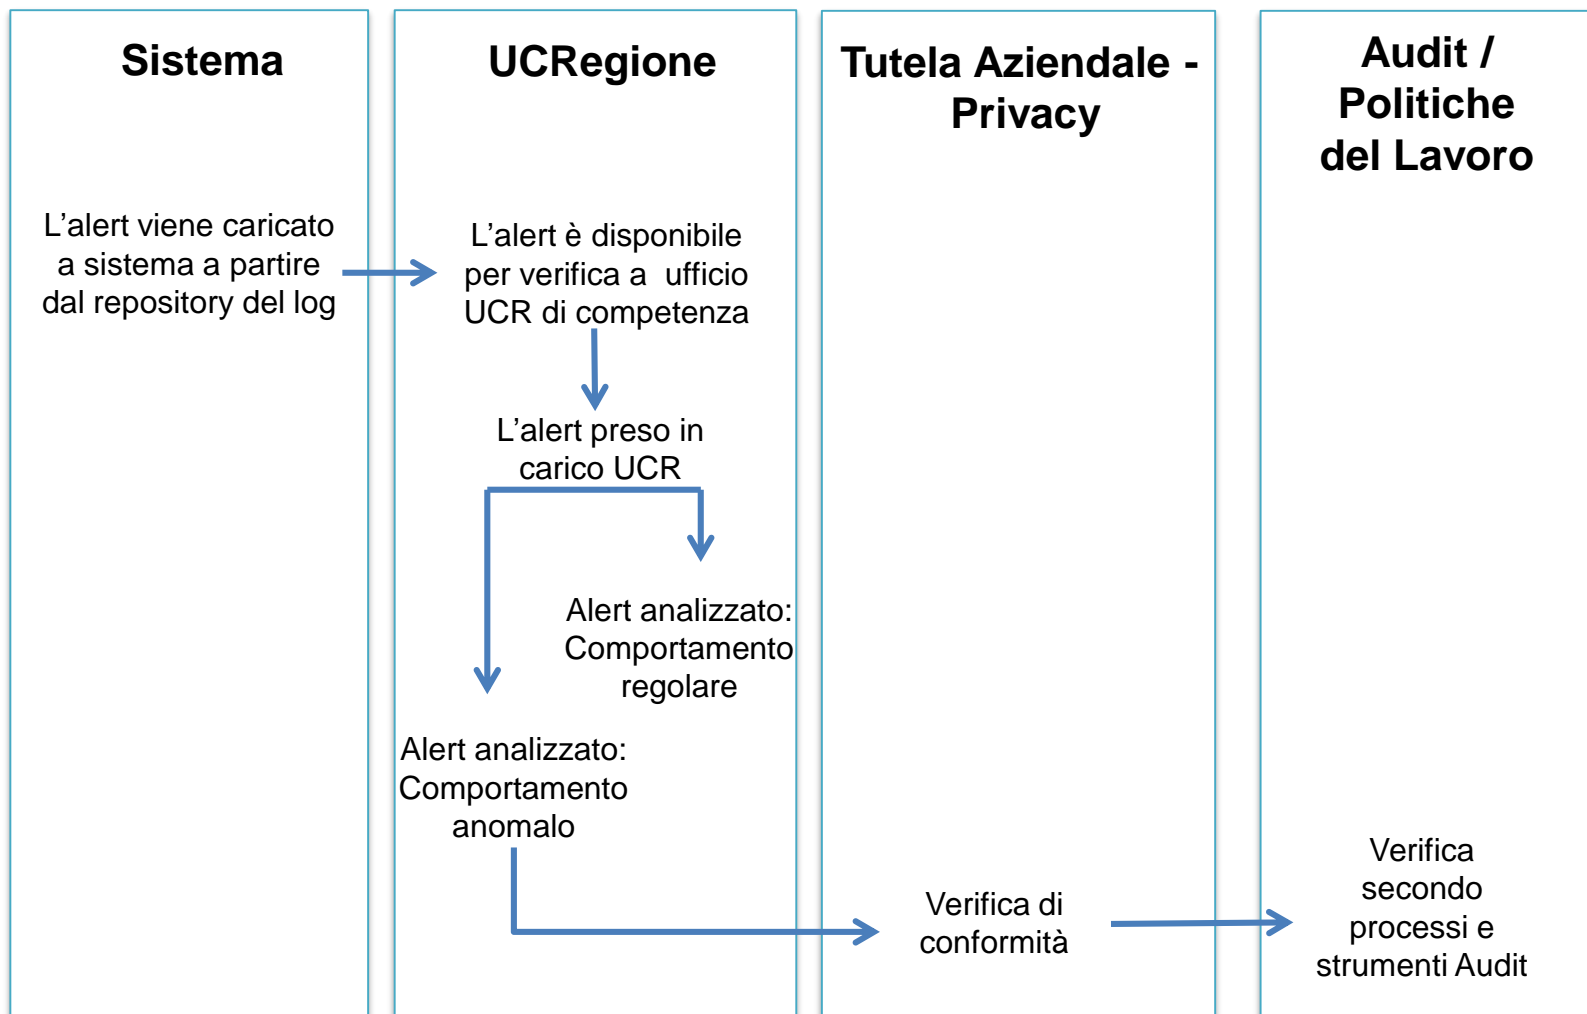 Sistema
UCRegione
Tutela Aziendale -
Privacy
Audit /
Politiche
del Lavoro
L’alert viene caricato
a sistema a partire
dal repository del log
L’alert è disponibile
per verifica a  ufficio
UCR di competenza
L’alert preso in
carico UCR
Alert analizzato:
Comportamento
regolare
Alert analizzato:
Comportamento
anomalo
Verifica di
conformità
Verifica
secondo
processi e
strumenti Audit